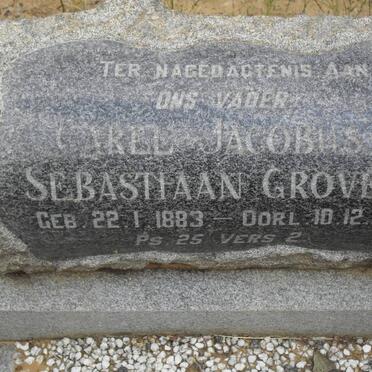 TER NAGEDAGTENIS AAN
ONS VADER
CAREL JACOBUS
SEBASTIAAN GROVE
GEB. 22.1.1883 – OORL. 10.12.
PS 25 VERS 2